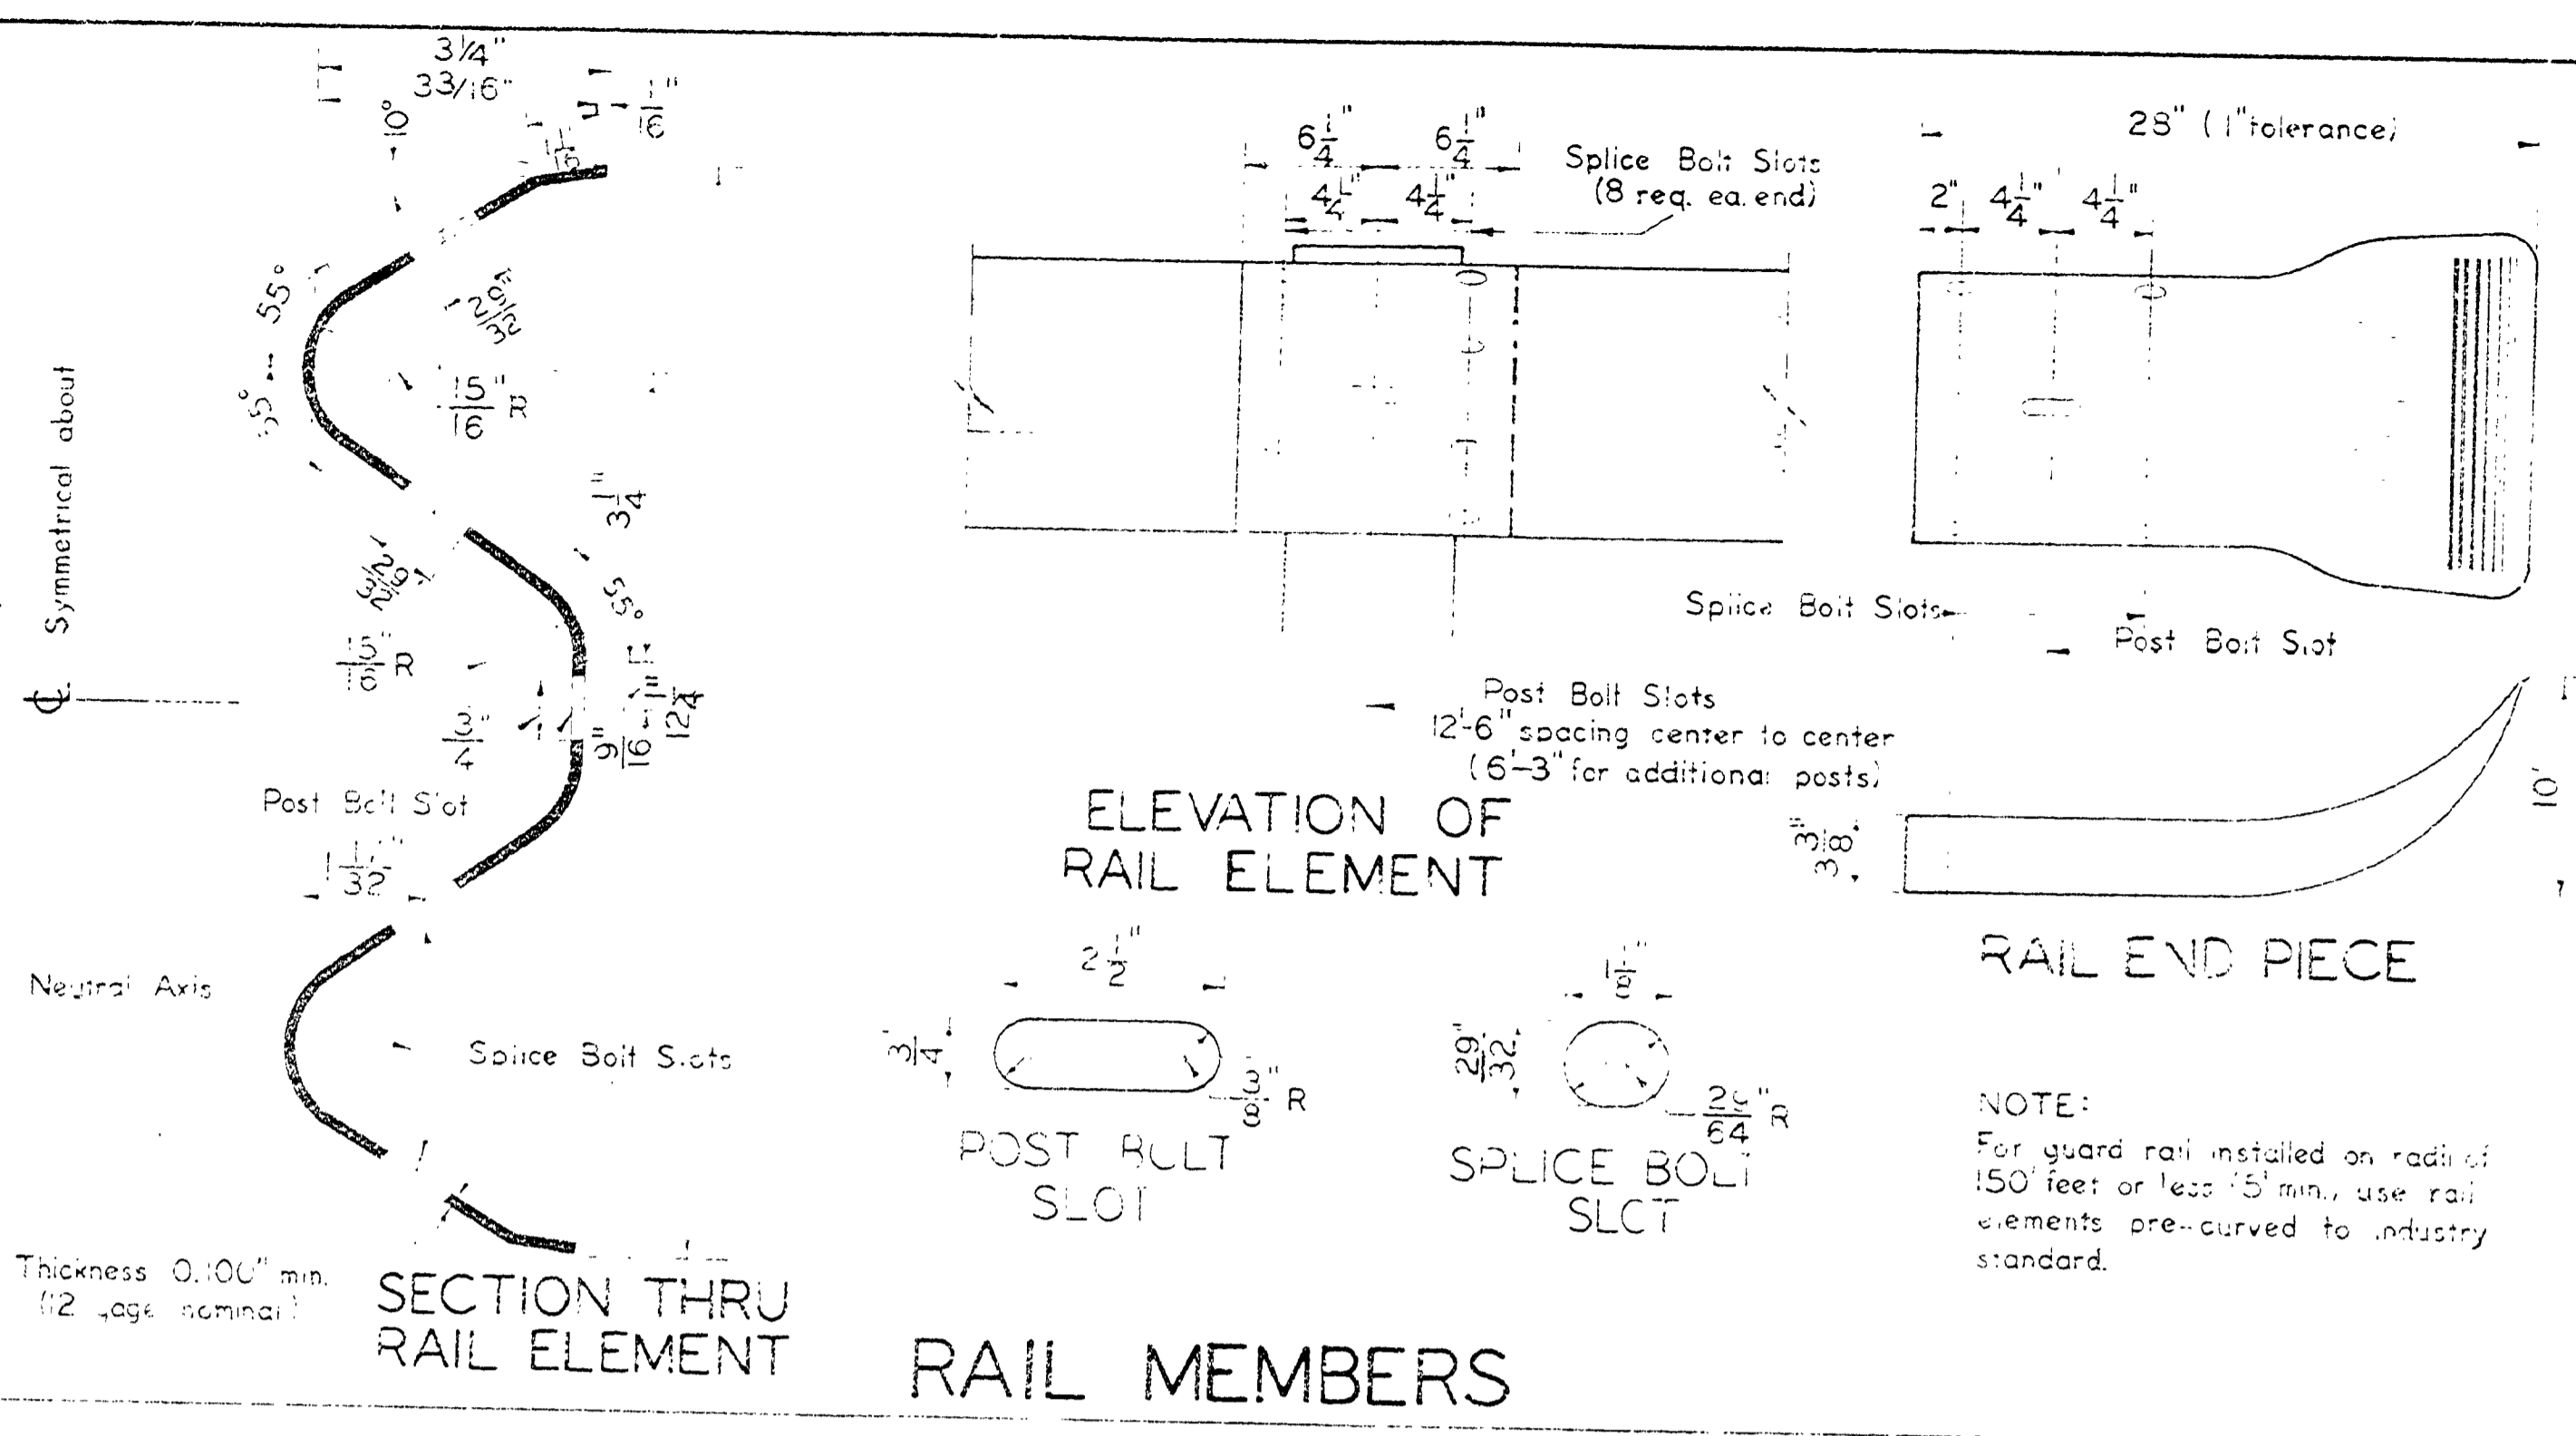 3 1/4"
3 3/16"
1/16"
10°
1 1/16
55°
55°
29/32"
15/16" R
3 1/4"
Symmetrical about
℄
29/32"
55°
15/16" R
3/4"
9/16"
12 1/4"
Post Bolt Slot
1 17/32"
Neutral Axis
Splice Bolt Slots
Thickness 0.100" min.
(12 gage nominal)
SECTION THRU
RAIL ELEMENT
6 1/4" 6 1/4"
4 1/4" 4 1/4"
Splice Bolt Slots
(8 req. ea. end)
Post Bolt Slots
12'-6" spacing center to center
(6'-3" for additional posts)
ELEVATION OF
RAIL ELEMENT
28" (1" tolerance)
2" 4 1/4" 4 1/4"
Splice Bolt Slots
Post Bolt Slot
3 3/8"
10"
RAIL END PIECE
2 1/2"
3/4
3/8" R
POST BOLT
SLOT
1 1/8"
29/32"
/64" R
SPLICE BOLT
SLOT
NOTE:
For guard rail installed on radii of
150' feet or less 5' min., use rail
elements pre-curved to industry
standard.
RAIL MEMBERS